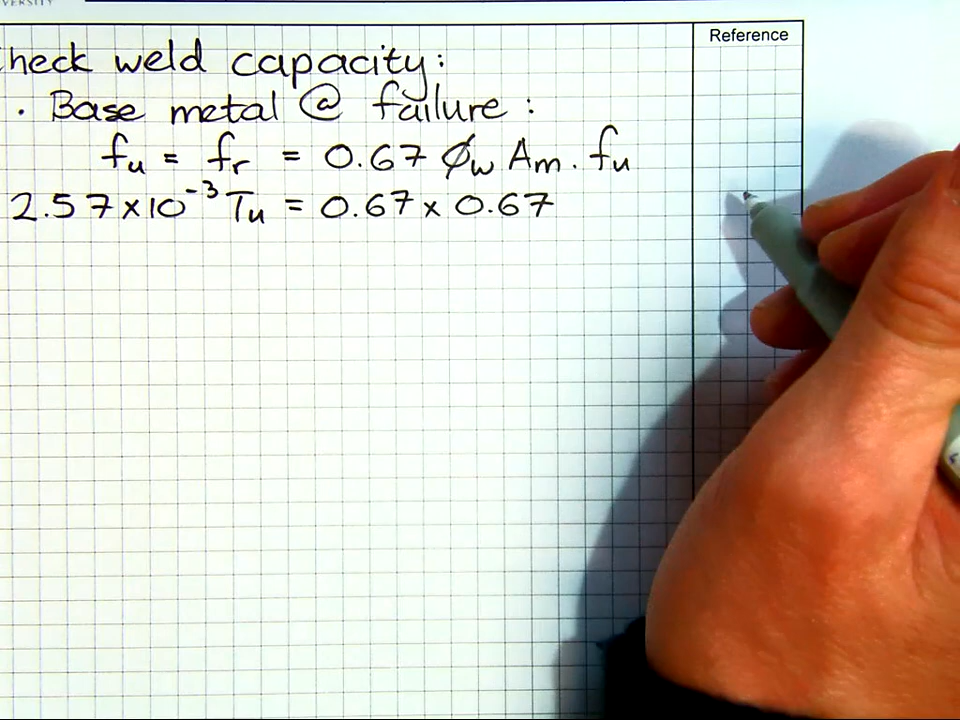 VERSITY
Reference
heck weld capacity:
· Base metal @ failure:
fu = fr = 0.67 ϕw Am. fu
2.57×10⁻³ Tu = 0.67 × 0.67